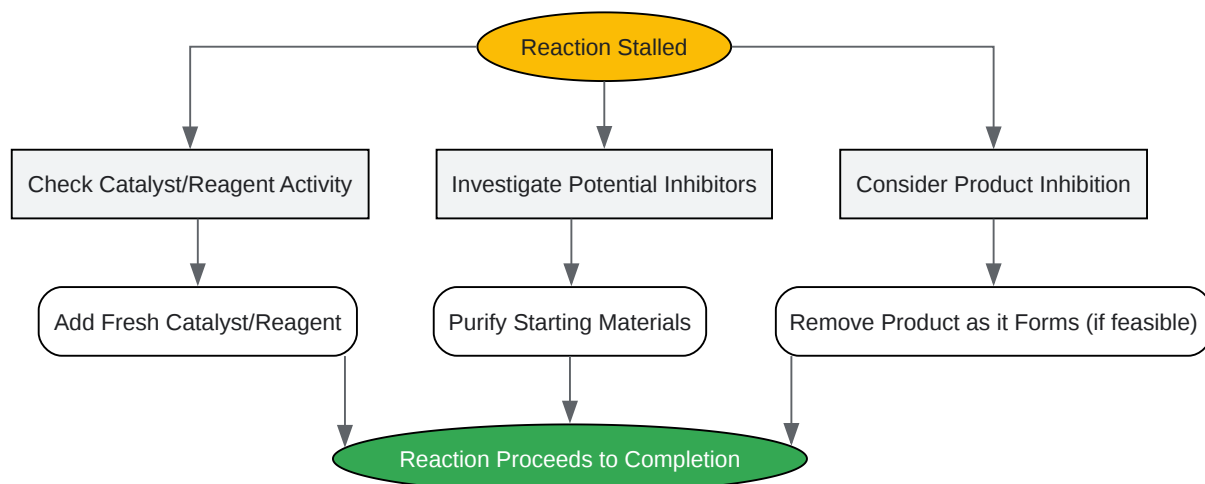 Reaction Stalled
Check Catalyst/Reagent Activity
Investigate Potential Inhibitors
Consider Product Inhibition
Add Fresh Catalyst/Reagent
Purify Starting Materials
Remove Product as it Forms (if feasible)
Reaction Proceeds to Completion